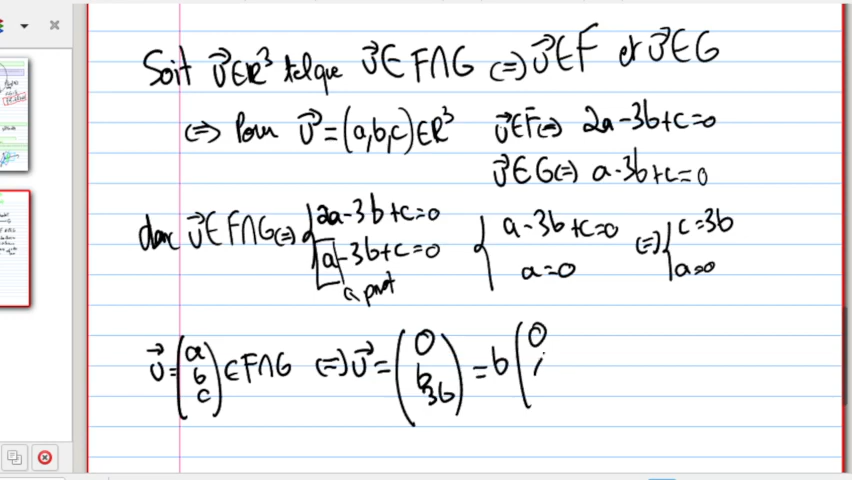 Soit v⃗∈R³ tel que v⃗∈F∩G ⇔ v⃗∈F et v⃗∈G
⇔ Pour v⃗=(a,b,c)∈R³ v⃗∈F⇔ 2a-3b+c=0
v⃗∈G⇔ a-3b+c=0
donc v⃗∈F∩G⇔ { 2a-3b+c=0 { a-3b+c=0 ⇔ { c=3b
a-3b+c=0 a=0 a=0
a pivot
v⃗=(a b c)∈F∩G ⇔ v⃗=(0 b 3b)=b(0 1